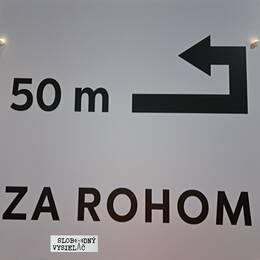 50 m
ZA ROHOM
SLOBODNÝ
VYSIELAČ